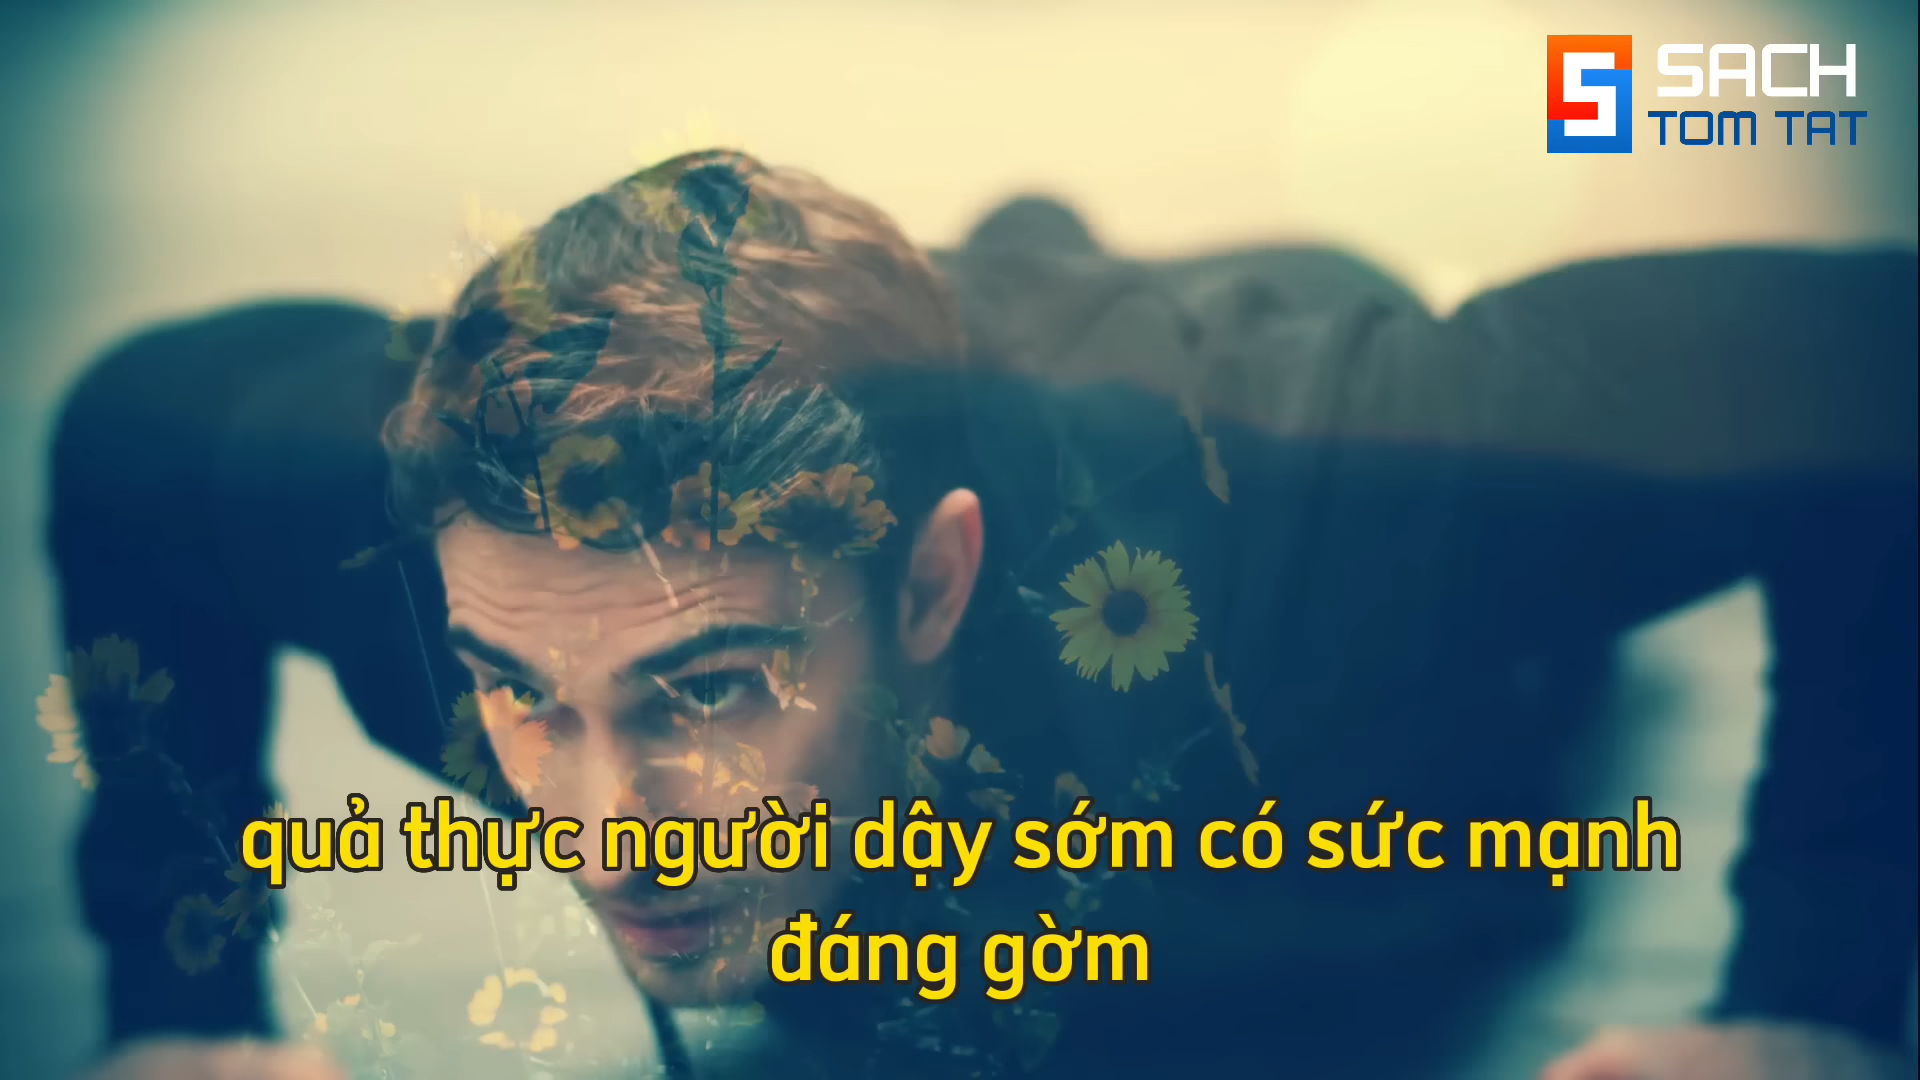 SACH
TOM TAT
quả thực người dậy sớm có sức mạnh
đáng gờm